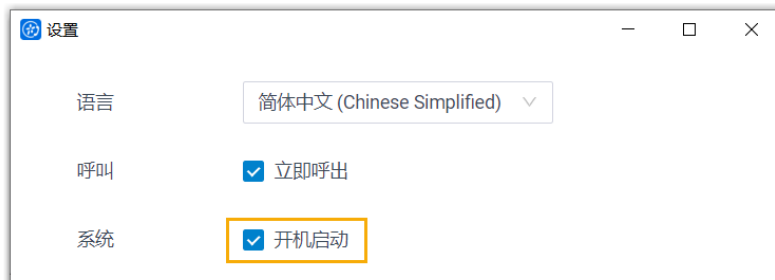 设置
语言 简体中文 (Chinese Simplified)
呼叫 立即呼出
系统 开机启动